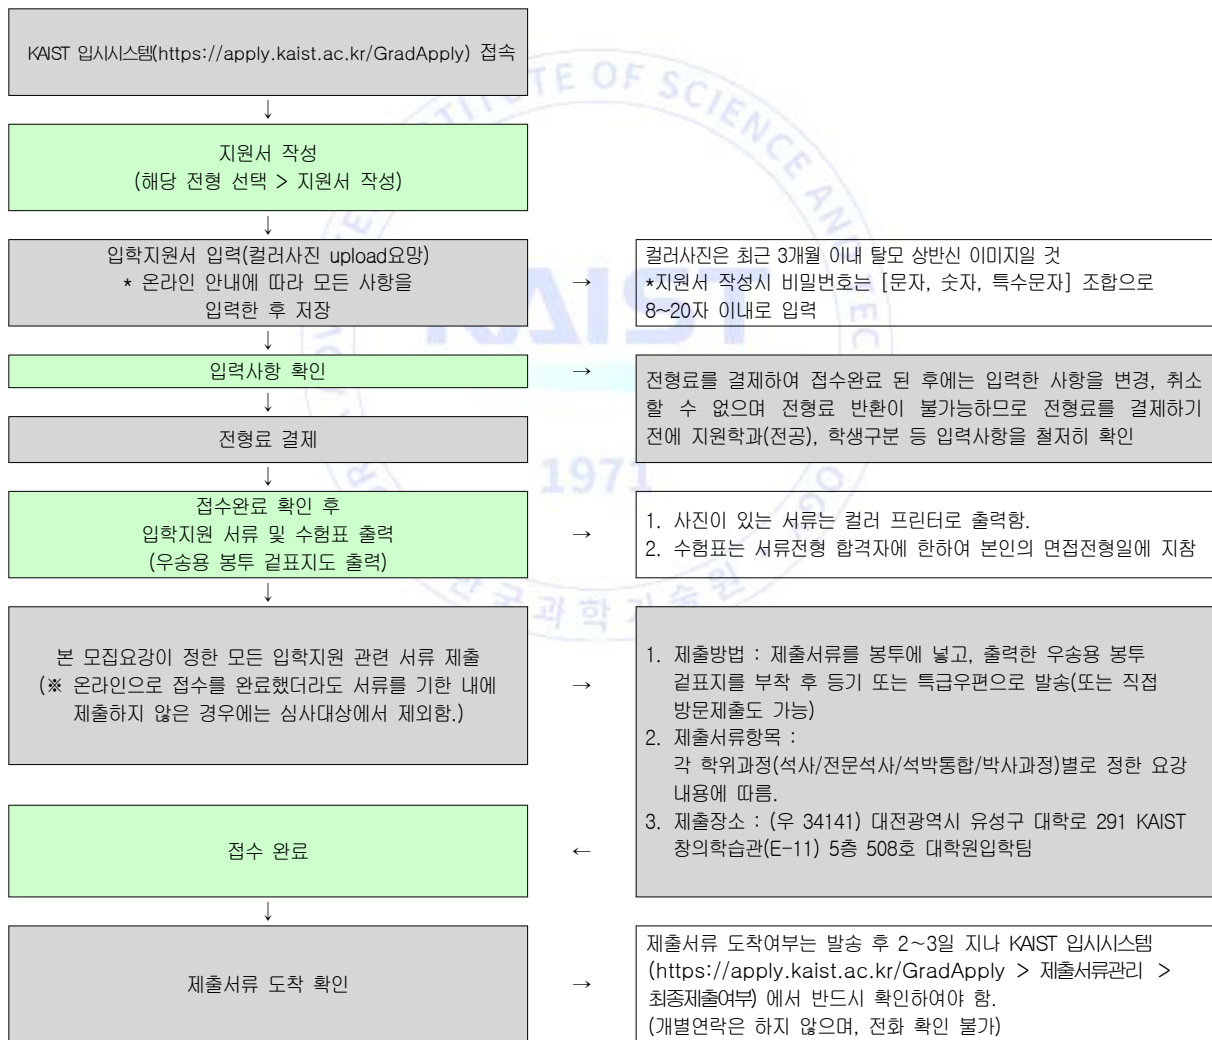 KAIST 입시시스템(https://apply.kaist.ac.kr/GradApply) 접속
↓
지원서 작성
(해당 전형 선택 > 지원서 작성)
↓
입학지원서 입력(컬러사진 upload요망)
* 온라인 안내에 따라 모든 사항을
입력한 후 저장
→
컬러사진은 최근 3개월 이내 탈모 상반신 이미지일 것
*지원서 작성시 비밀번호는 [문자, 숫자, 특수문자] 조합으로
8~20자 이내로 입력
↓
입력사항 확인
→
전형료를 결제하여 접수완료 된 후에는 입력한 사항을 변경, 취소
할 수 없으며 전형료 반환이 불가능하므로 전형료를 결제하기
전에 지원학과(전공), 학생구분 등 입력사항을 철저히 확인
↓
전형료 결제
↓
접수완료 확인 후
입학지원 서류 및 수험표 출력
(우송용 봉투 겉표지도 출력)
→
1. 사진이 있는 서류는 컬러 프린터로 출력함.
2. 수험표는 서류전형 합격자에 한하여 본인의 면접전형일에 지참
↓
본 모집요강이 정한 모든 입학지원 관련 서류 제출
(※ 온라인으로 접수를 완료했더라도 서류를 기한 내에
제출하지 않은 경우에는 심사대상에서 제외함.)
→
1. 제출방법 : 제출서류를 봉투에 넣고, 출력한 우송용 봉투
겉표지를 부착 후 등기 또는 특급우편으로 발송(또는 직접
방문제출도 가능)
2. 제출서류항목 :
각 학위과정(석사/전문석사/석박통합/박사과정)별로 정한 요강
내용에 따름.
3. 제출장소 : (우 34141) 대전광역시 유성구 대학로 291 KAIST
창의학습관(E-11) 5층 508호 대학원입학팀
접수 완료
←
↓
제출서류 도착 확인
→
제출서류 도착여부는 발송 후 2~3일 지나 KAIST 입시시스템
(https://apply.kaist.ac.kr/GradApply > 제출서류관리 >
최종제출여부) 에서 반드시 확인하여야 함.
(개별연락은 하지 않으며, 전화 확인 불가)
KAIST
1971